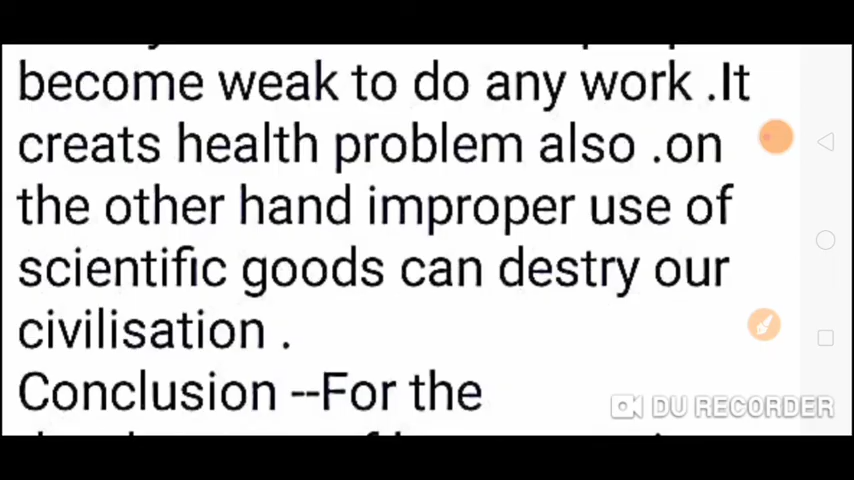 become weak to do any work .It
creats health problem also .on
the other hand improper use of
scientific goods can destry our
civilisation .
Conclusion --For the
DU RECORDER